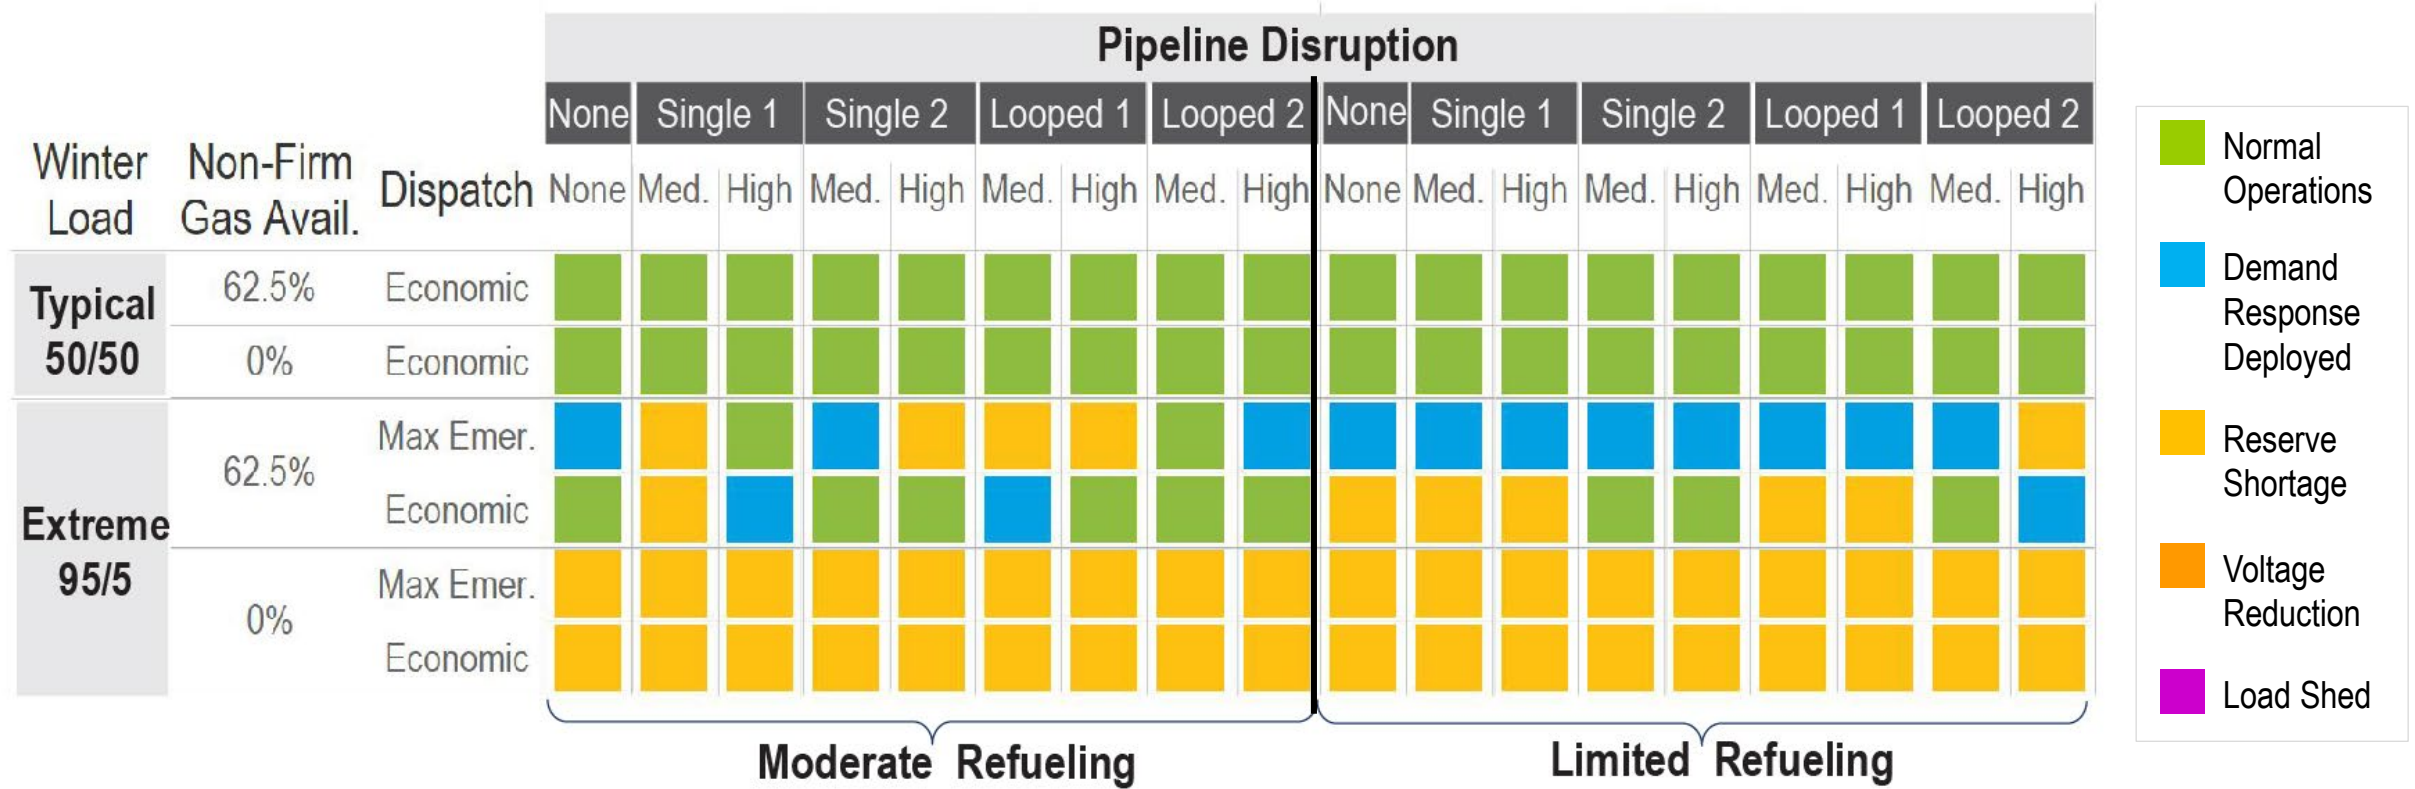 Pipeline Disruption
None Single 1 Single 2 Looped 1 Looped 2 None Single 1 Single 2 Looped 1 Looped 2
Winter Load Non-Firm Gas Avail. Dispatch None Med. High Med. High Med. High Med. High None Med. High Med. High Med. High Med. High
Typical 50/50 62.5% Economic
0% Economic
Extreme 95/5 62.5% Max Emer.
Economic
0% Max Emer.
Economic
Moderate Refueling Limited Refueling
Normal
Operations
Demand
Response
Deployed
Reserve
Shortage
Voltage
Reduction
Load Shed